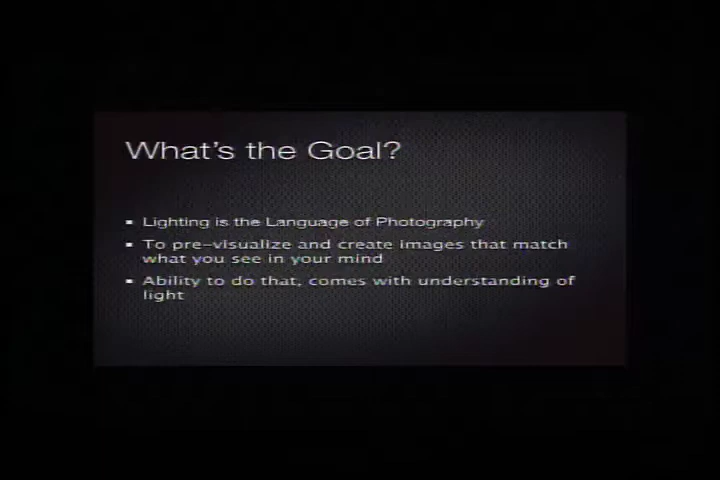 What's the Goal?
▪ Lighting is the Language of Photography
▪ To pre-visualize and create images that match
what you see in your mind
▪ Ability to do that, comes with understanding of
light